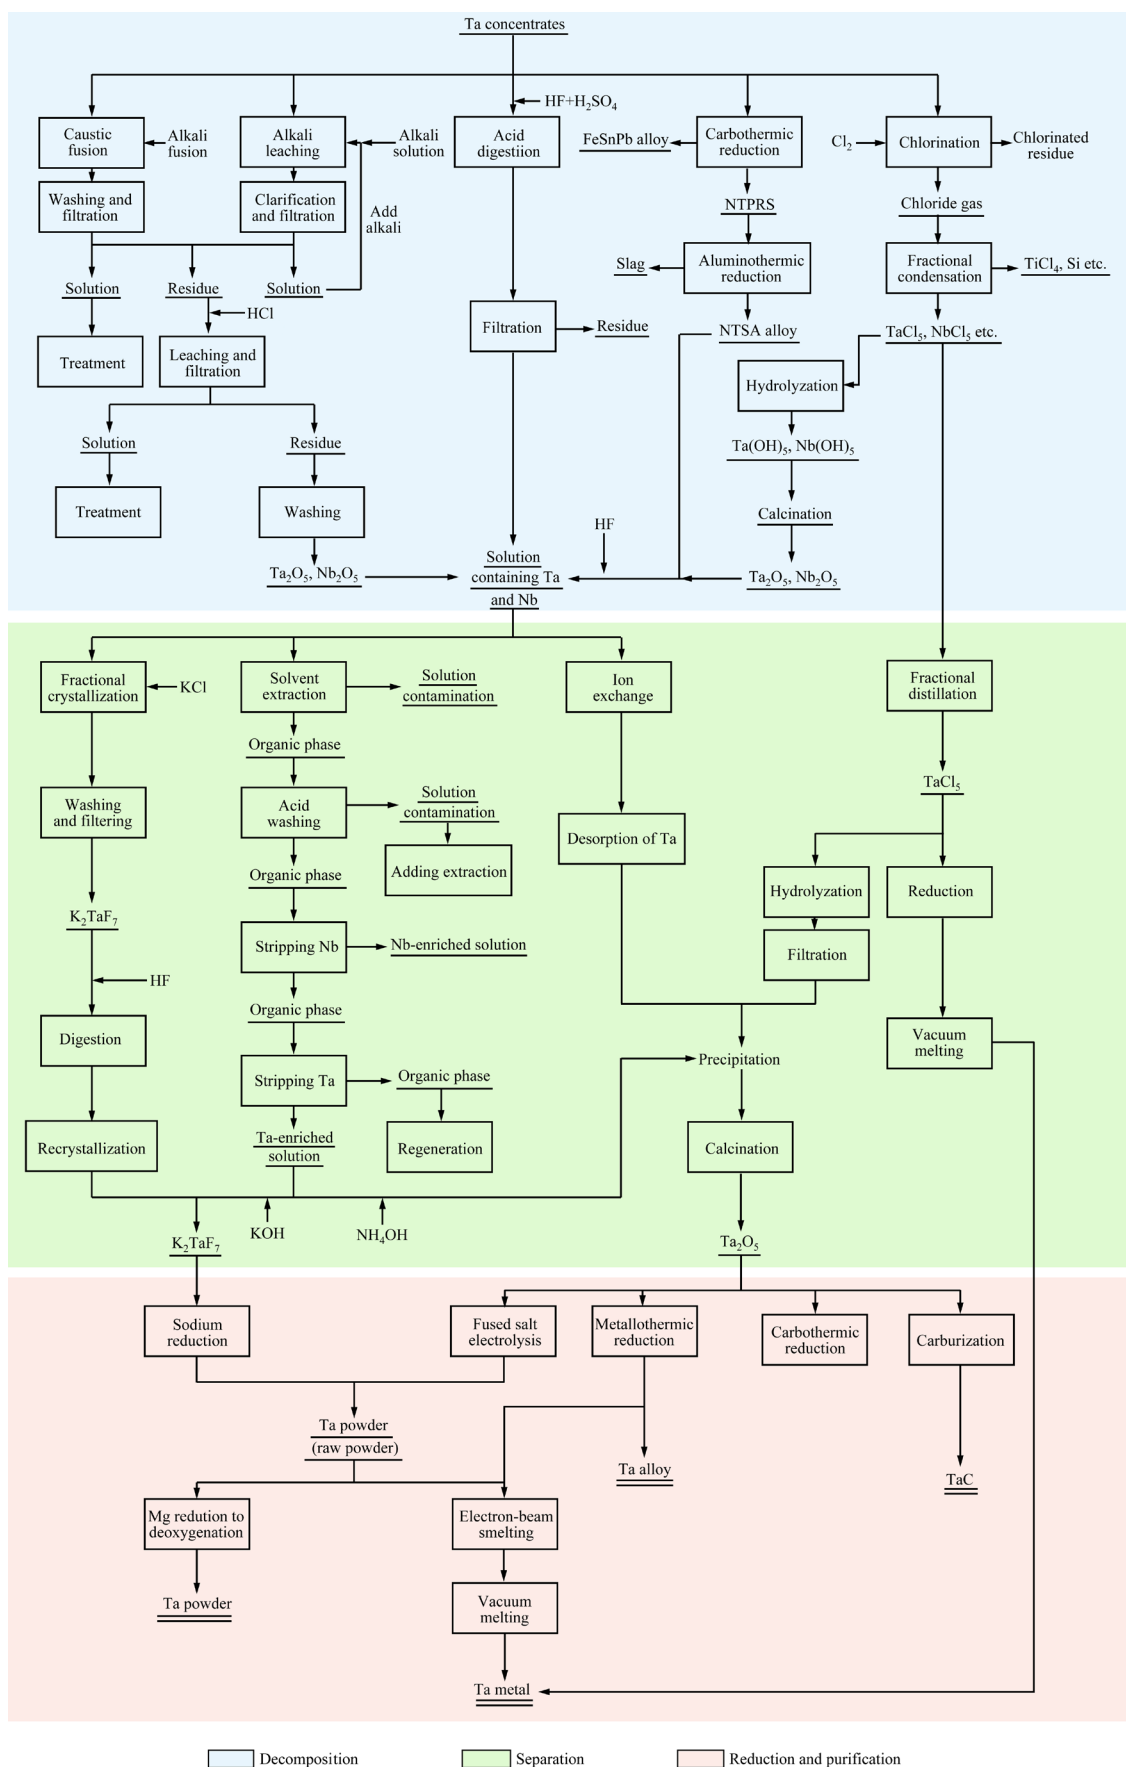 Ta concentrates
HF+H₂SO₄
Caustic
fusion
Alkali
fusion
Alkali
leaching
Alkali
solution
Acid
digestiion
FeSnPb alloy
Carbothermic
reduction
Cl₂
Chlorination
Chlorinated
residue
Washing and
filtration
Clarification
and filtration
Add
alkali
NTPRS
Chloride gas
Solution
Residue
Solution
Slag
Aluminothermic
reduction
Fractional
condensation
TiCl₄, Si etc.
HCl
Filtration
Residue
NTSA alloy
TaCl₅, NbCl₅ etc.
Treatment
Leaching and
filtration
Hydrolyzation
Solution
Residue
Ta(OH)₅, Nb(OH)₅
Treatment
Washing
Calcination
HF
Ta₂O₅, Nb₂O₅
Solution
containing Ta
and Nb
Ta₂O₅, Nb₂O₅
Fractional
crystallization
KCl
Solvent
extraction
Solution
contamination
Ion
exchange
Fractional
distillation
Organic phase
TaCl₅
Washing
and filtering
Acid
washing
Solution
contamination
Desorption of Ta
Organic phase
Adding extraction
Hydrolyzation
Reduction
K₂TaF₇
Stripping Nb
Nb-enriched solution
Filtration
HF
Organic phase
Digestion
Vacuum
melting
Precipitation
Stripping Ta
Organic phase
Recrystallization
Ta-enriched
solution
Regeneration
Calcination
KOH
NH₄OH
K₂TaF₇
Ta₂O₅
Sodium
reduction
Fused salt
electrolysis
Metallothermic
reduction
Carbothermic
reduction
Carburization
Ta powder
(raw powder)
Ta alloy
TaC
Mg redution to
deoxygenation
Electron-beam
smelting
Ta powder
Vacuum
melting
Ta metal
Decomposition
Separation
Reduction and purification